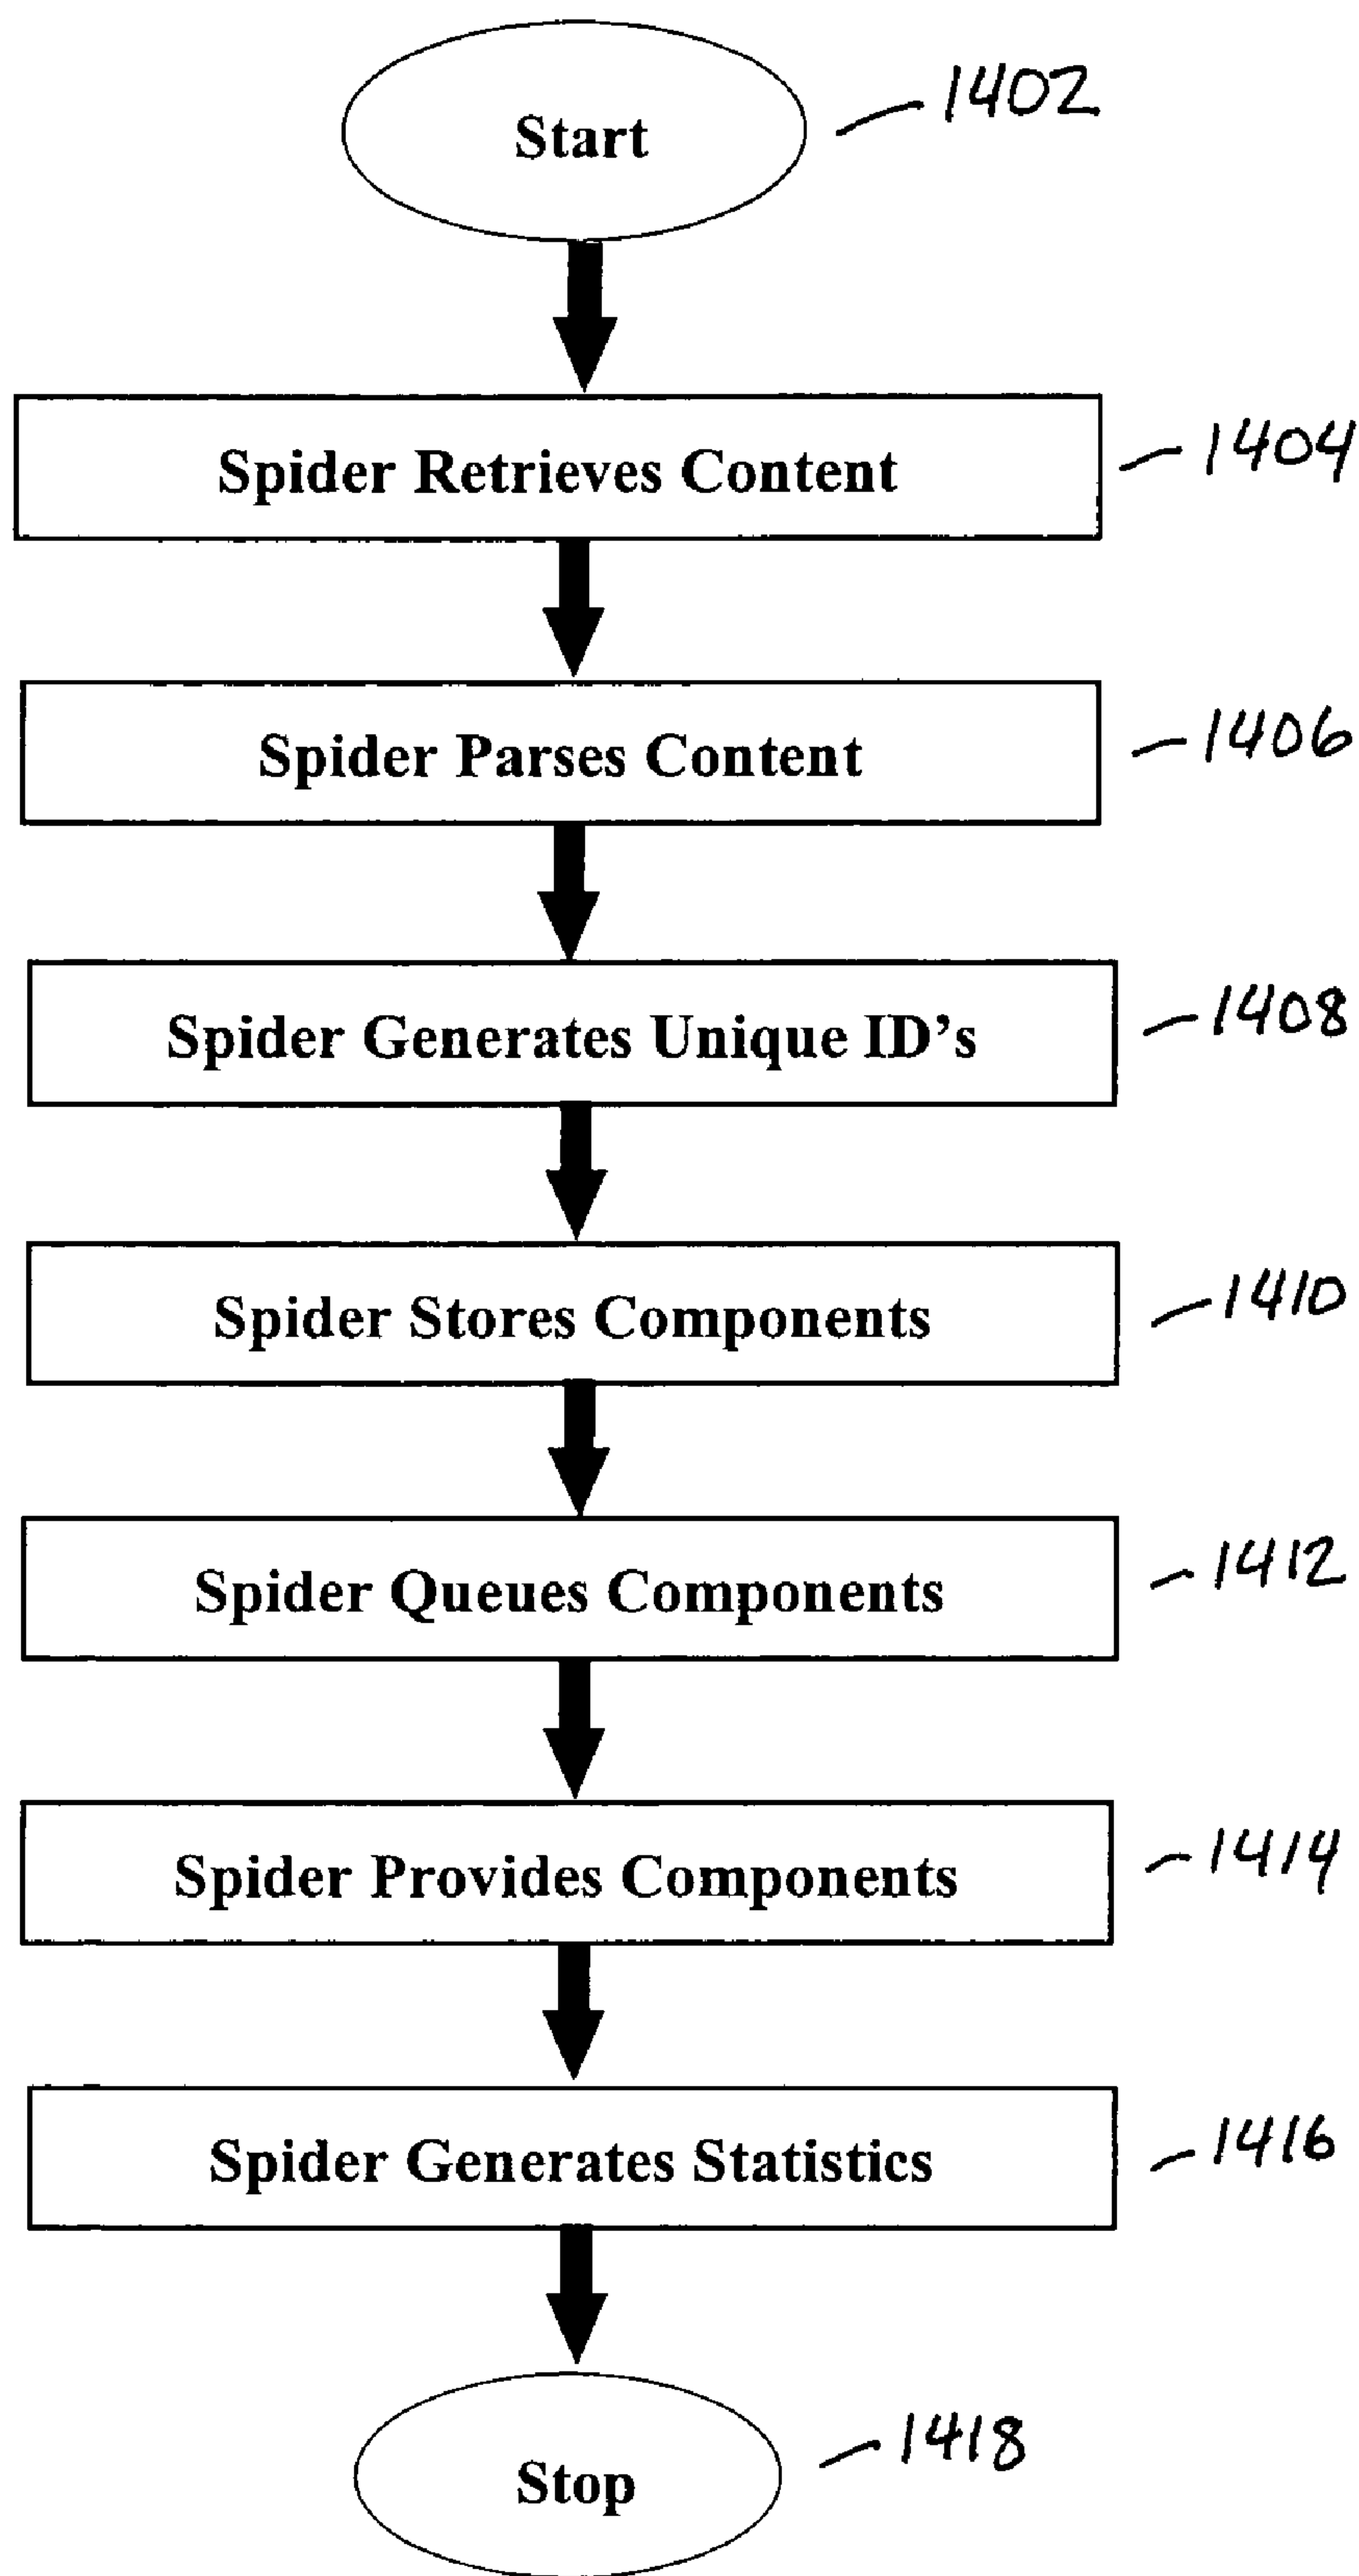 Start
1402
Spider Retrieves Content
1404
Spider Parses Content
1406
Spider Generates Unique ID’s
1408
Spider Stores Components
1410
Spider Queues Components
1412
Spider Provides Components
1414
Spider Generates Statistics
1416
Stop
1418